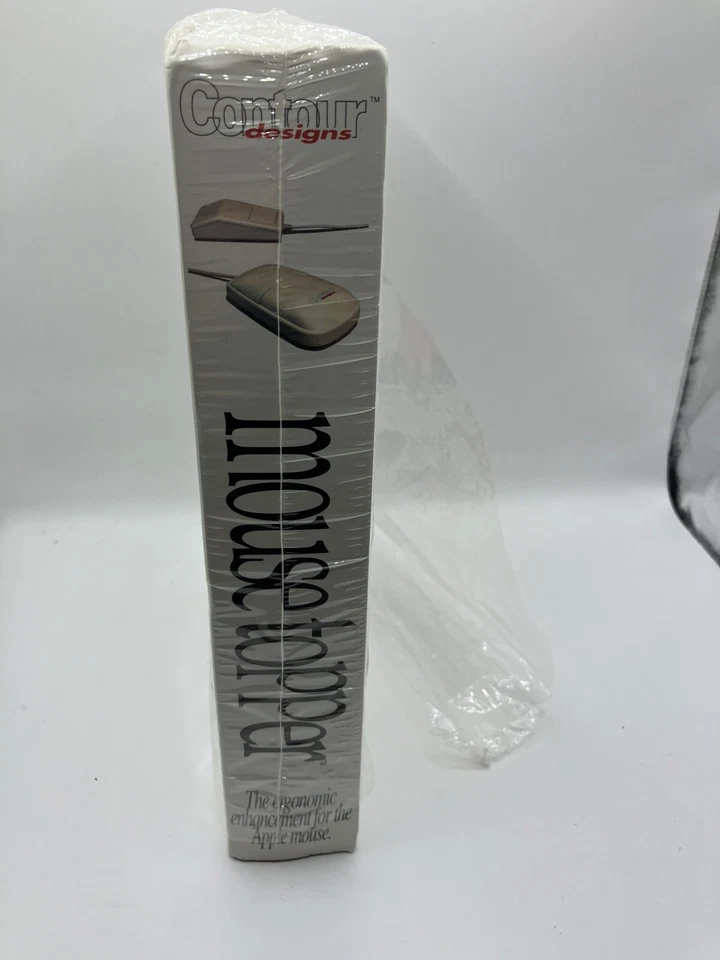 Contour™
designs
mouse topper
The ergonomic
enhancement for the
Apple mouse.